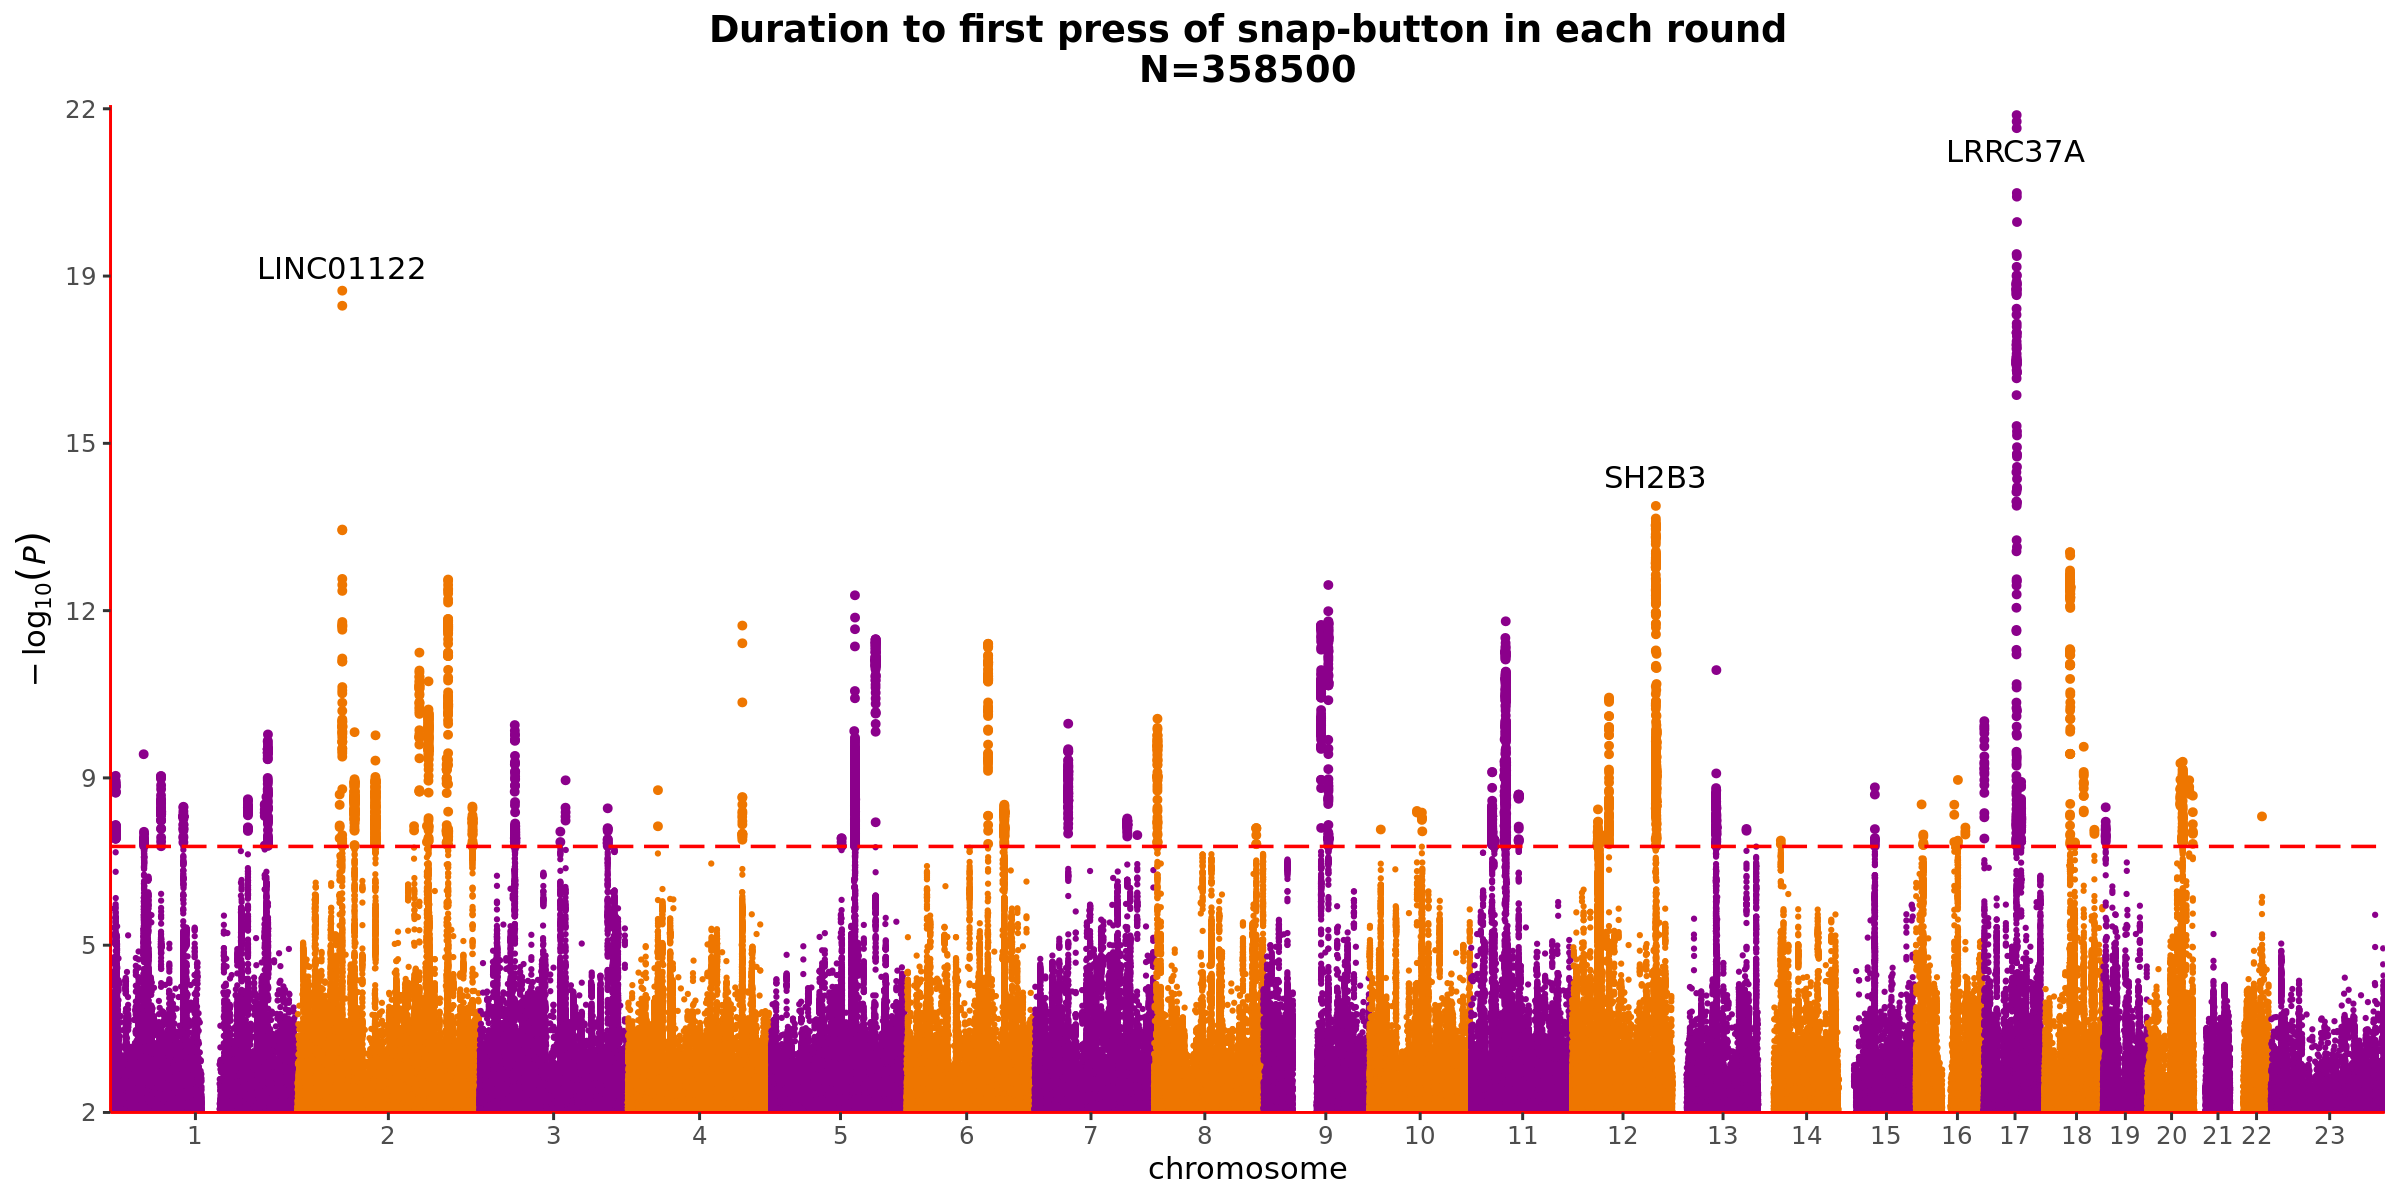 Duration to first press of snap-button in each round
N=358500
22
LRRC37A
19
LINC01122
15
SH2B3
−log10(P)
12
9
5
2
1 2 3 4 5 6 7 8 9 10 11 12 13 14 15 16 17 18 19 20 21 22 23
chromosome